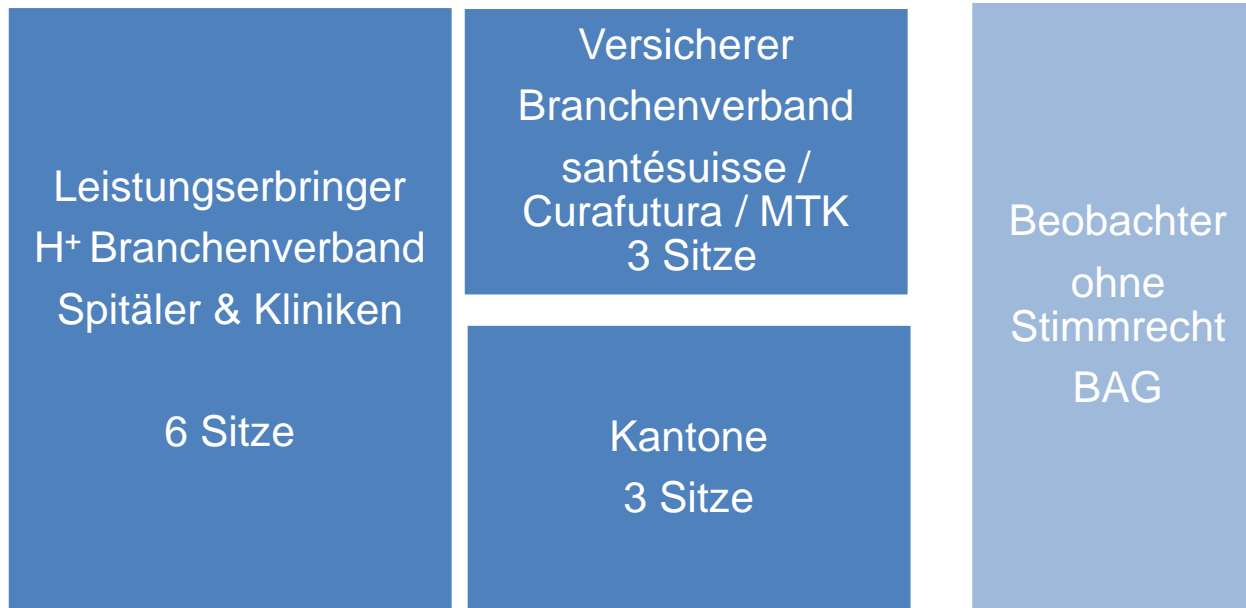 Leistungserbringer
H+ Branchenverband
Spitäler & Kliniken
6 Sitze
Versicherer
Branchenverband
santésuisse /
Curafutura / MTK
3 Sitze
Kantone
3 Sitze
Beobachter
ohne
Stimmrecht
BAG